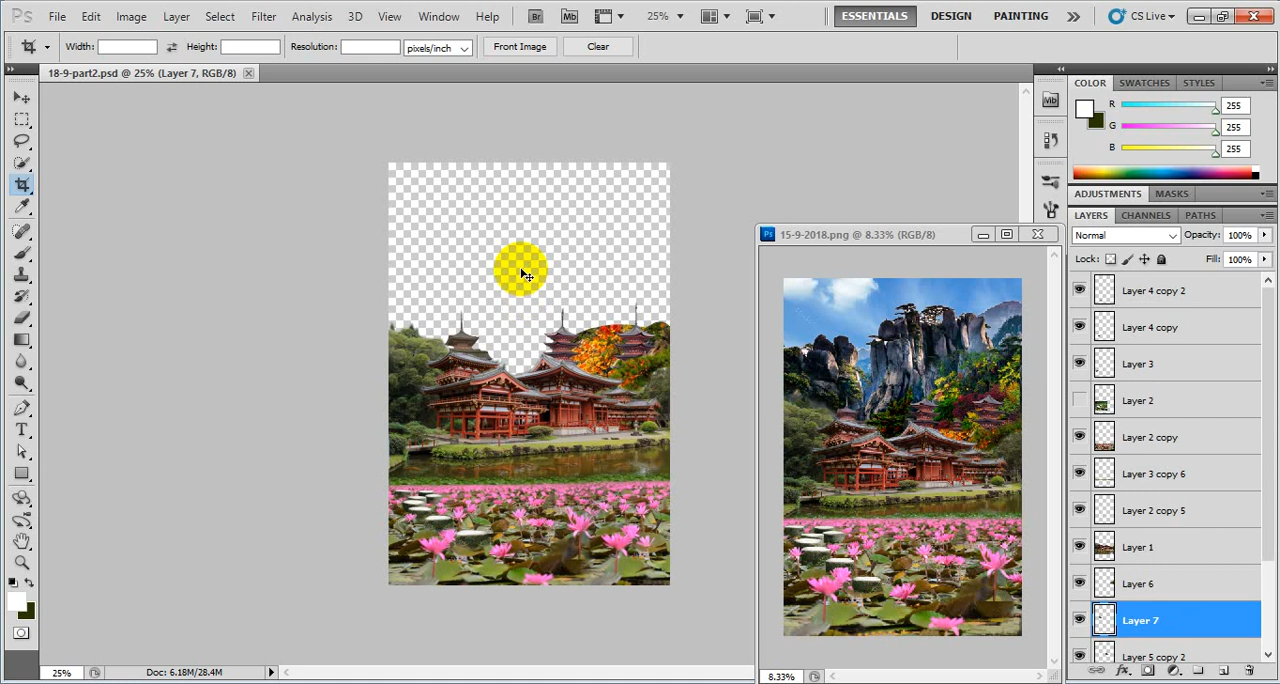 Ps File Edit Image Layer Select Filter Analysis 3D View Window Help Br Mb 25% ESSENTIALS DESIGN PAINTING CS Live
Width: Height: Resolution: pixels/inch Front Image Clear
18-9-part2.psd @ 25% (Layer 7, RGB/8)
COLOR SWATCHES STYLES
Mb
R 255
G 255
B 255
ADJUSTMENTS MASKS
LAYERS CHANNELS PATHS
Normal Opacity: 100%
Lock: Fill: 100%
Ps 15-9-2018.png @ 8.33% (RGB/8)
Layer 4 copy 2
Layer 4 copy
Layer 3
Layer 2
Layer 2 copy
Layer 3 copy 6
Layer 2 copy 5
Layer 1
Layer 6
Layer 7
Layer 5 copy 2
T
25% Doc: 6.18M/28.4M
8.33%
fx